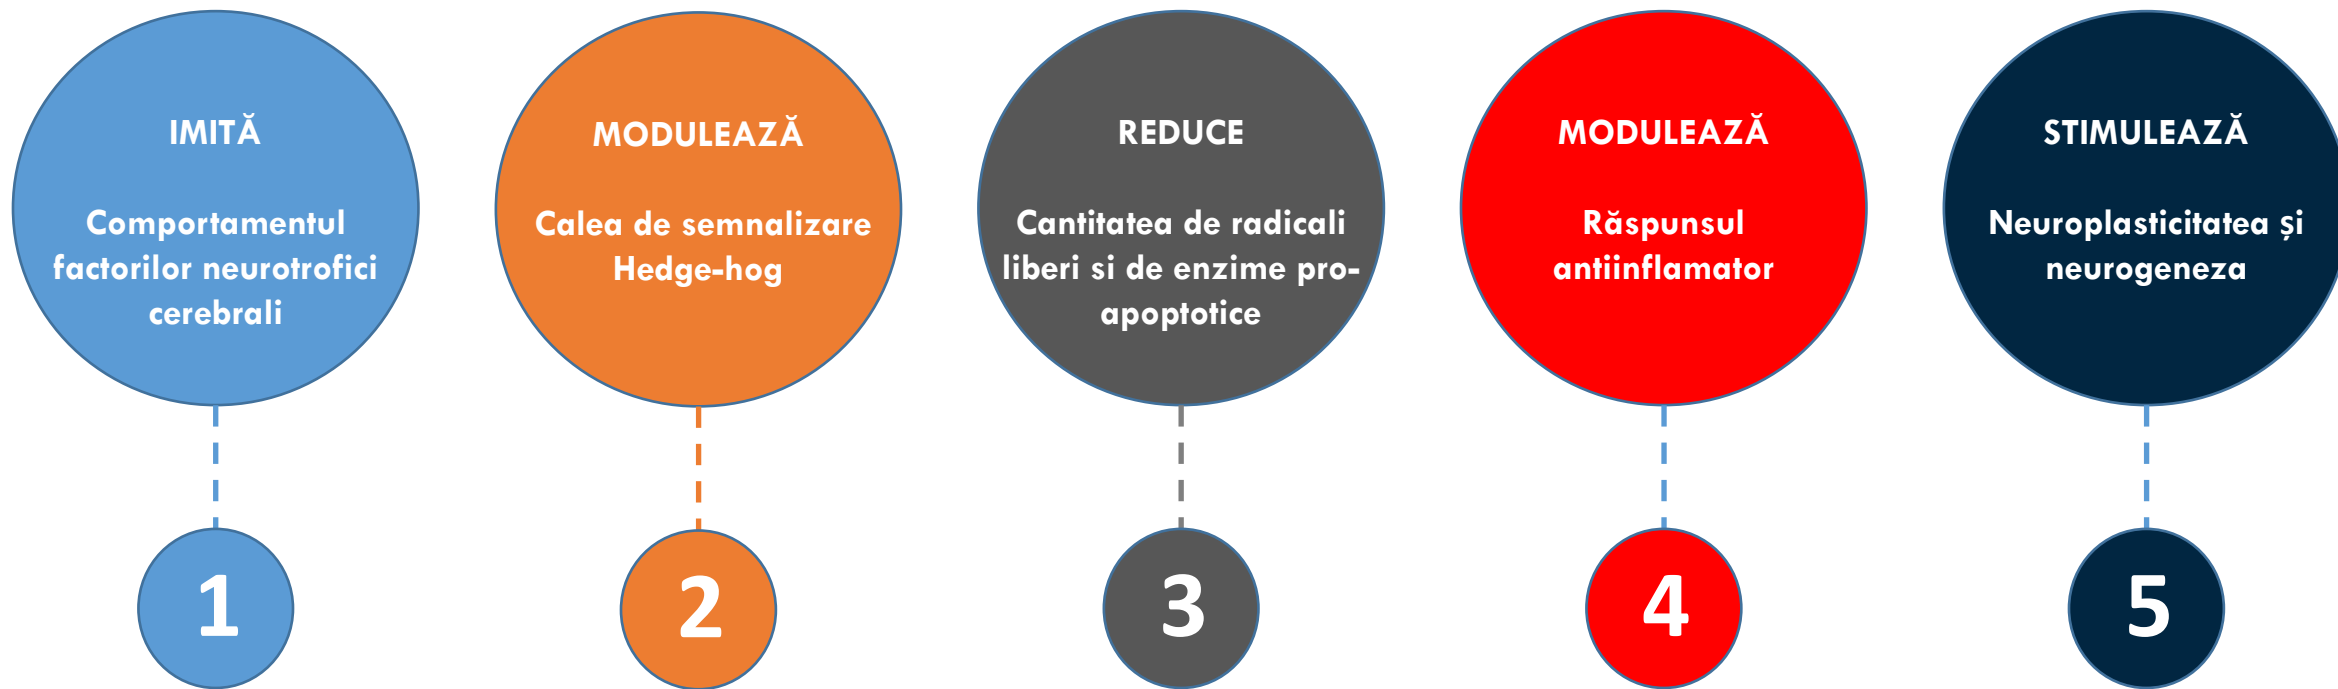 IMITĂ
Comportamentul
factorilor neurotrofici
cerebrali
1
MODULEAZĂ
Calea de semnalizare
Hedge-hog
2
REDUCE
Cantitatea de radicali
liberi si de enzime pro-
apoptotice
3
MODULEAZĂ
Răspunsul
antiinflamator
4
STIMULEAZĂ
Neuroplasticitatea și
neurogeneza
5